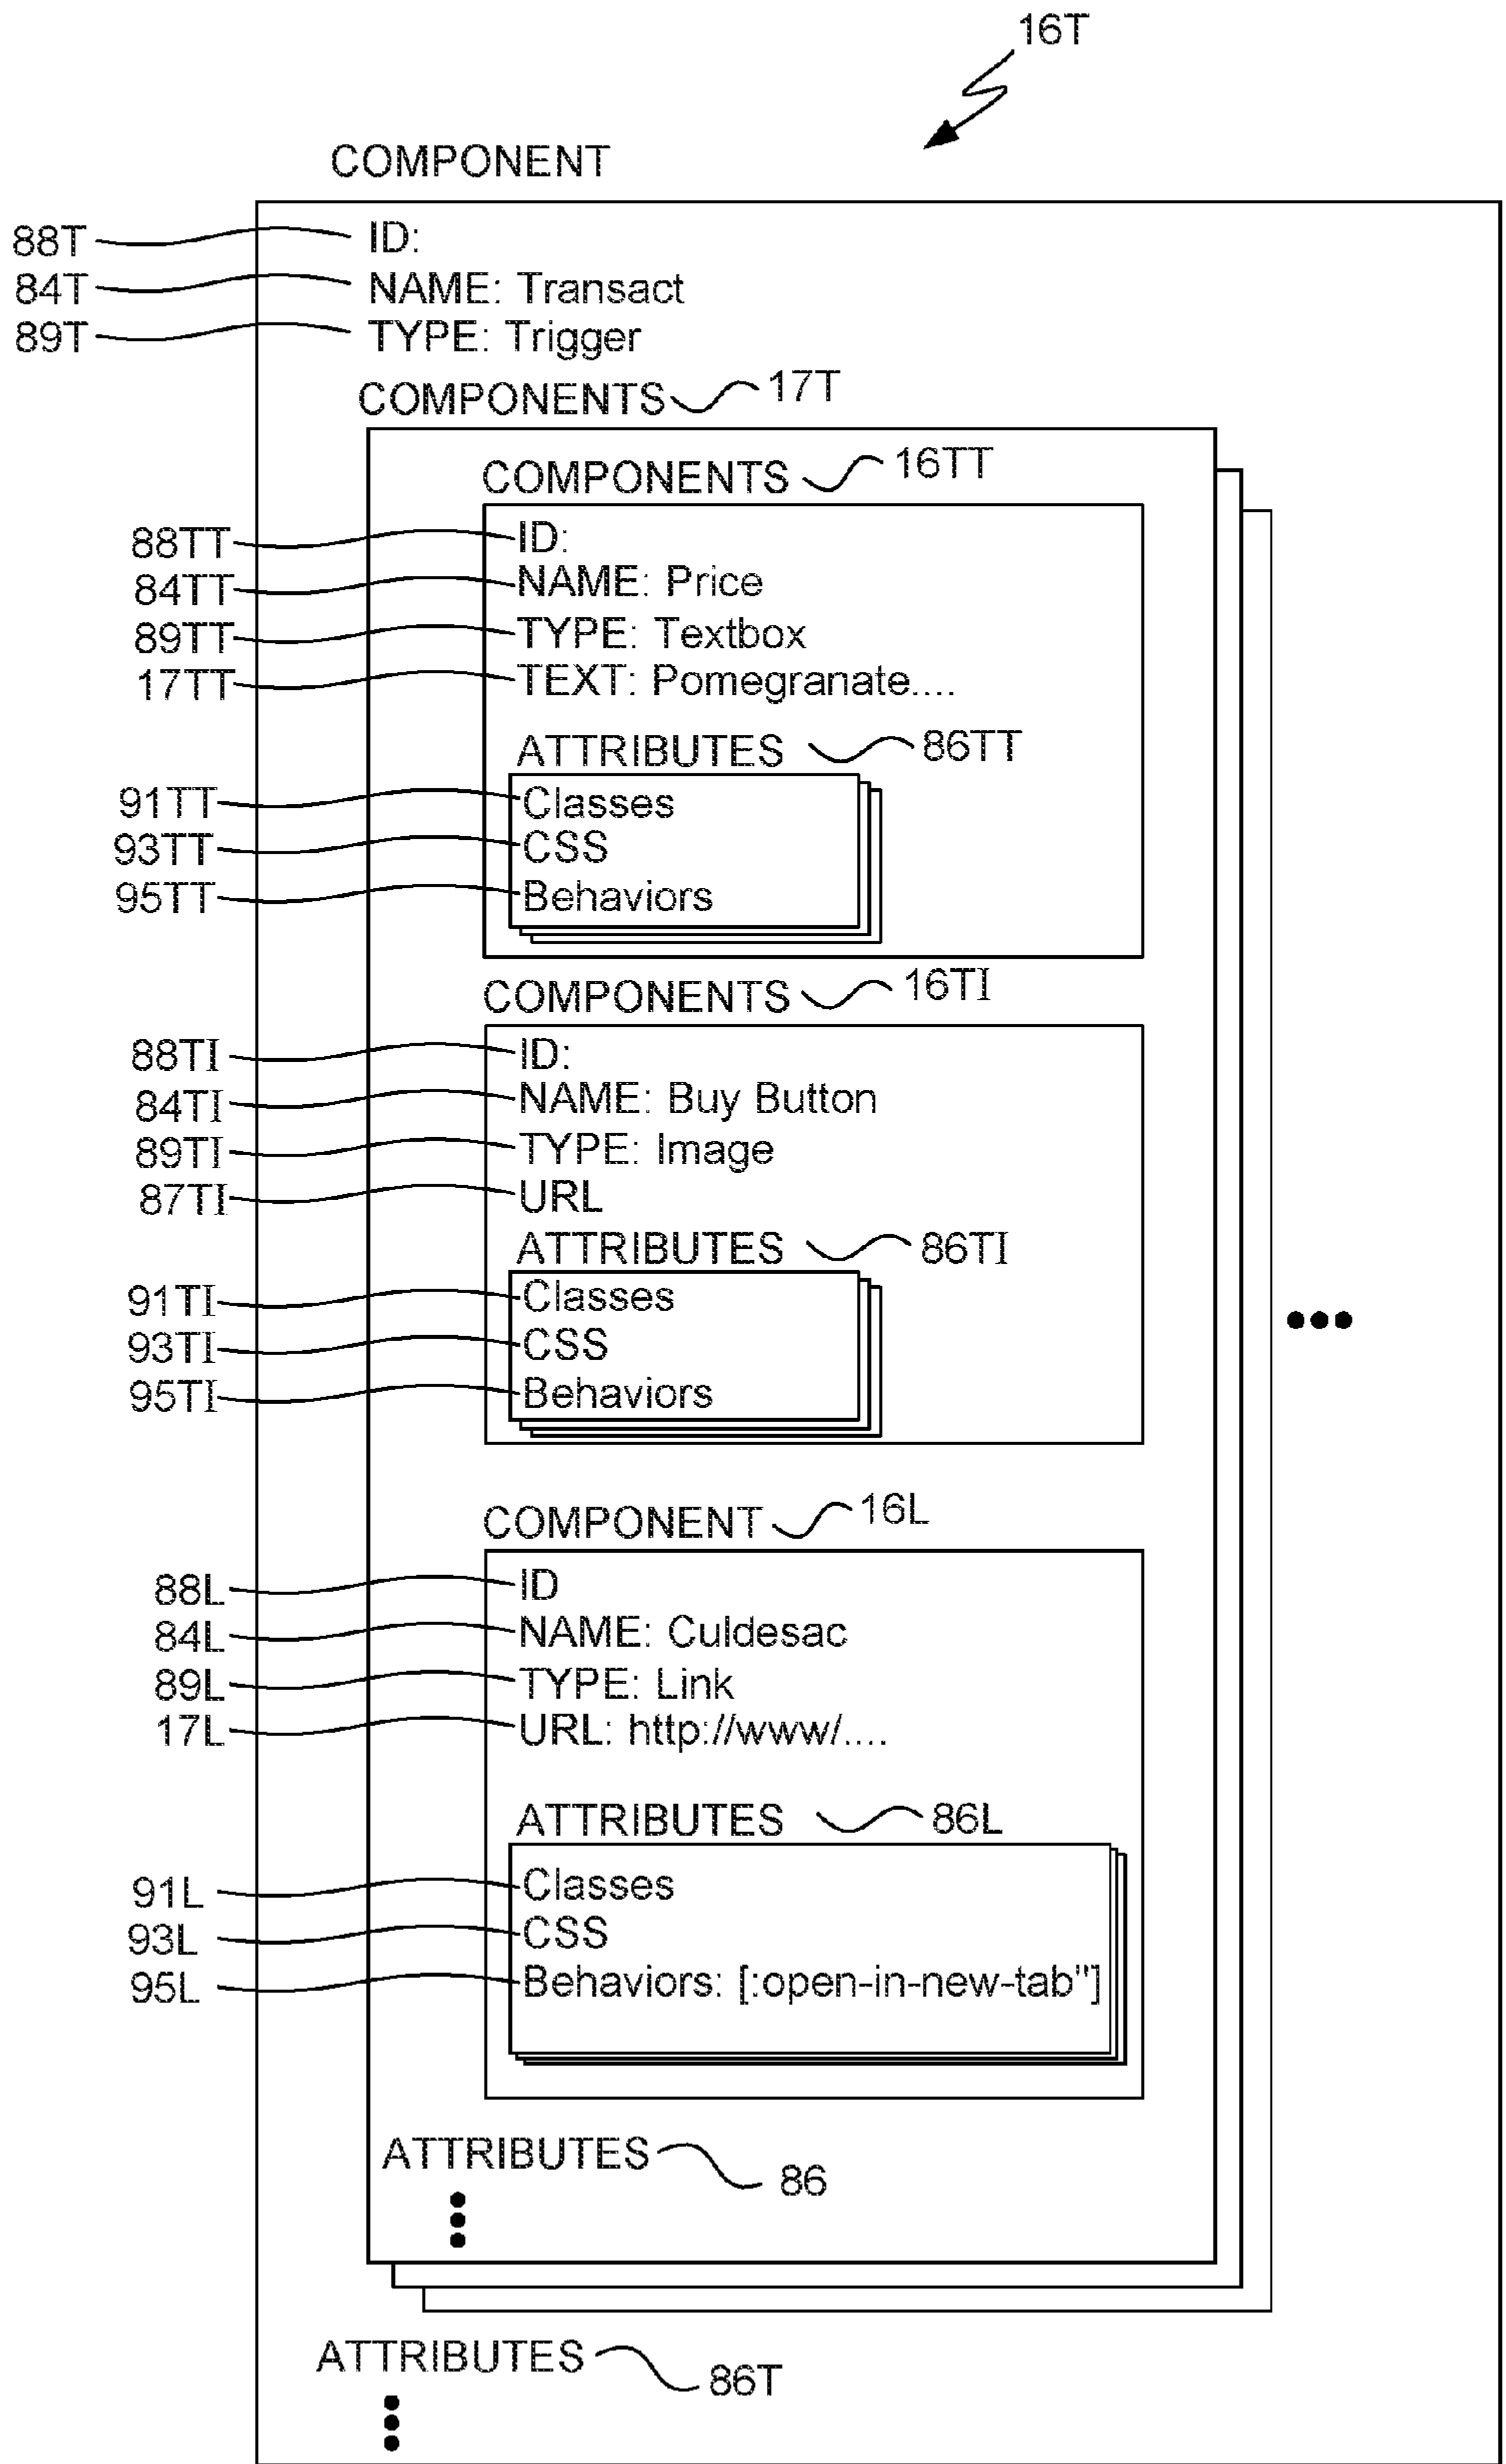 16T
COMPONENT
88T ID:
84T NAME: Transact
89T TYPE: Trigger
COMPONENTS 17T
COMPONENTS 16TT
88TT ID:
84TT NAME: Price
89TT TYPE: Textbox
17TT TEXT: Pomegranate....
ATTRIBUTES 86TT
91TT Classes
93TT CSS
95TT Behaviors
COMPONENTS 16TI
88TI ID:
84TI NAME: Buy Button
89TI TYPE: Image
87TI URL
ATTRIBUTES 86TI
91TI Classes
93TI CSS
95TI Behaviors
COMPONENT 16L
88L ID
84L NAME: Culdesac
89L TYPE: Link
17L URL: http://www/....
ATTRIBUTES 86L
91L Classes
93L CSS
95L Behaviors: [:open-in-new-tab"]
ATTRIBUTES 86
ATTRIBUTES 86T